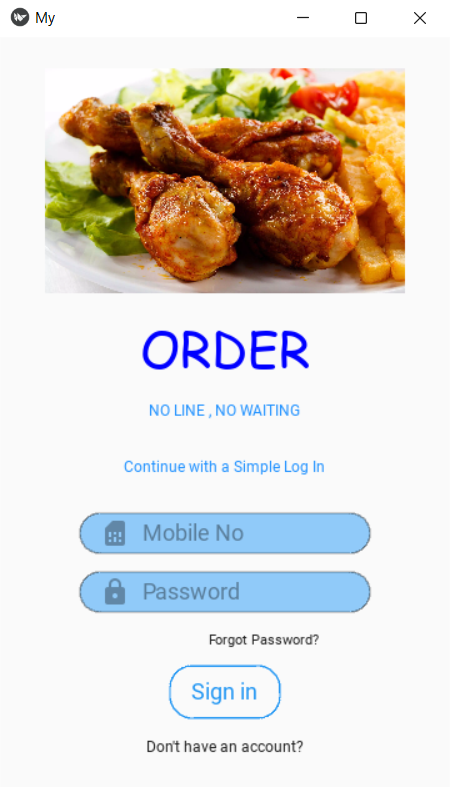 My
ORDER
NO LINE , NO WAITING
Continue with a Simple Log In
Mobile No
Password
Forgot Password?
Sign in
Don't have an account?